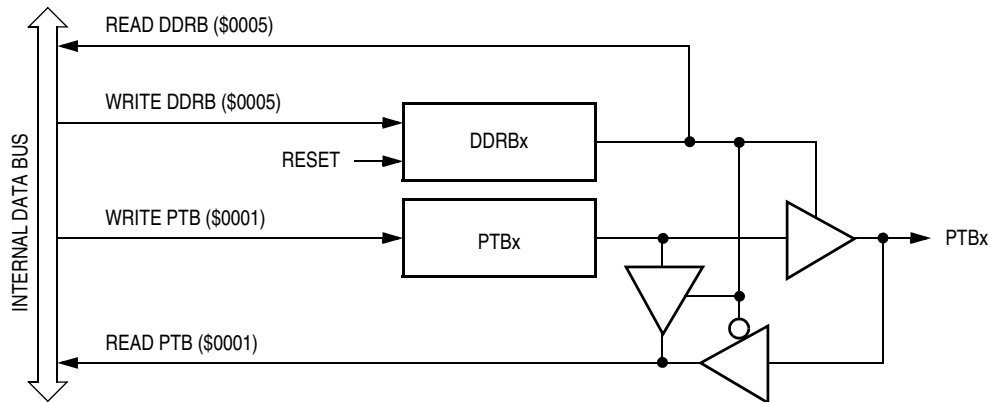 READ DDRB ($0005)
WRITE DDRB ($0005)
DDRBx
RESET
INTERNAL DATA BUS
WRITE PTB ($0001)
PTBx
PTBx
READ PTB ($0001)